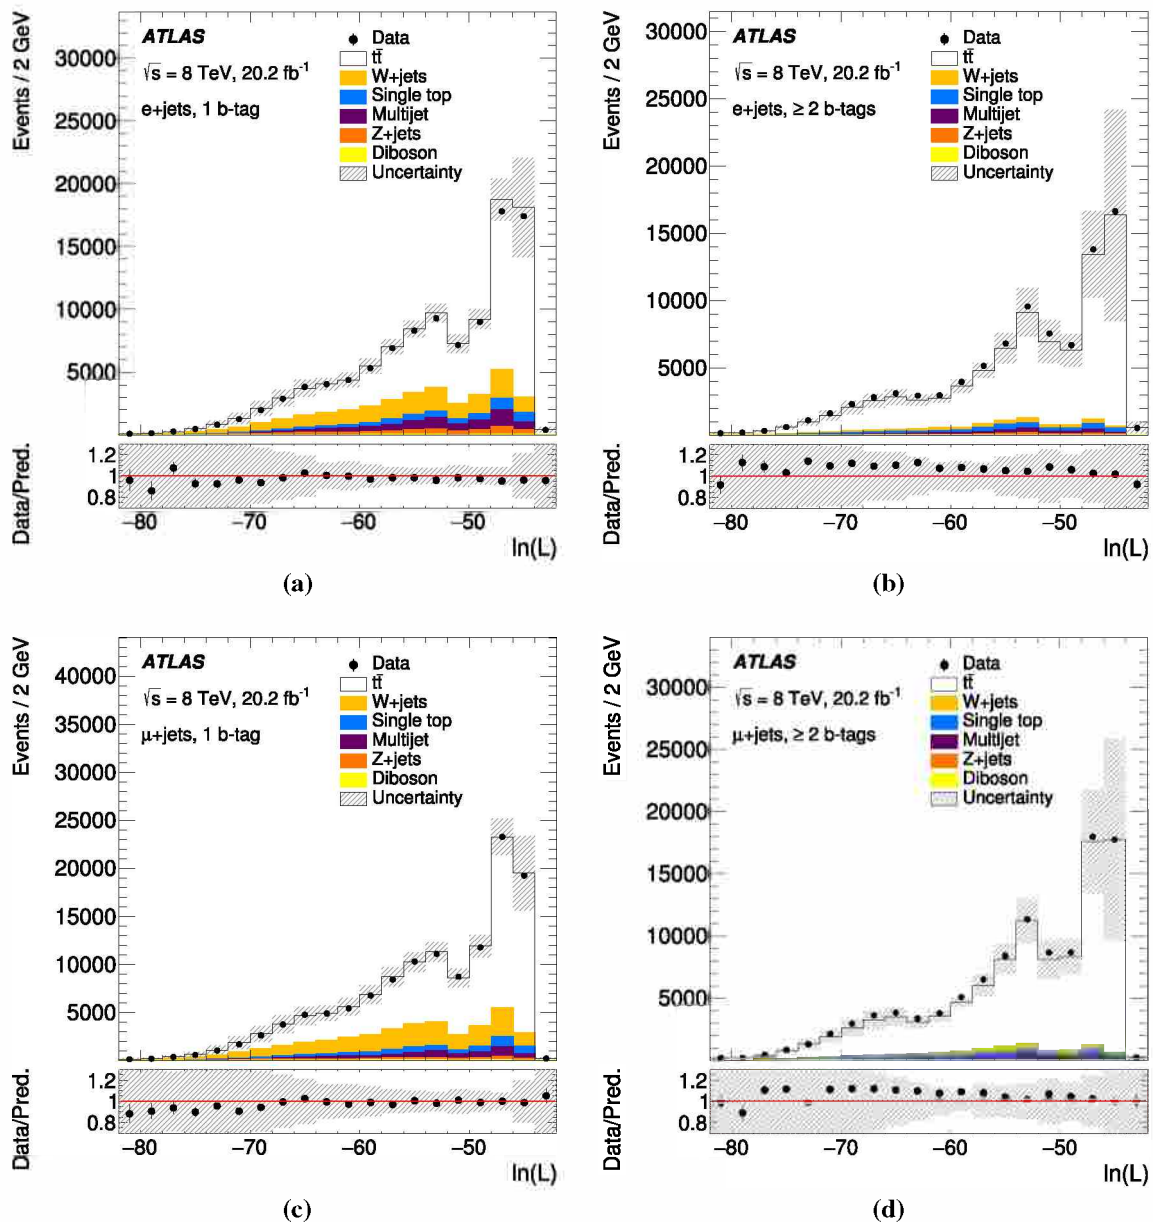 Events / 2 GeV
30000
25000
20000
15000
10000
5000
ATLAS
√s = 8 TeV, 20.2 fb⁻¹
e+jets, 1 b-tag
Data
tt̄
W+jets
Single top
Multijet
Z+jets
Diboson
Uncertainty
Data/Pred.
1.2
1
0.8
−80 −70 −60 −50
ln(L)
(a)
Events / 2 GeV
30000
25000
20000
15000
10000
5000
ATLAS
√s = 8 TeV, 20.2 fb⁻¹
e+jets, ≥ 2 b-tags
Data
tt̄
W+jets
Single top
Multijet
Z+jets
Diboson
Uncertainty
Data/Pred.
1.2
1
0.8
−80 −70 −60 −50
ln(L)
(b)
Events / 2 GeV
40000
35000
30000
25000
20000
15000
10000
5000
ATLAS
√s = 8 TeV, 20.2 fb⁻¹
μ+jets, 1 b-tag
Data
tt̄
W+jets
Single top
Multijet
Z+jets
Diboson
Uncertainty
Data/Pred.
1.2
1
0.8
−80 −70 −60 −50
ln(L)
(c)
Events / 2 GeV
30000
25000
20000
15000
10000
5000
ATLAS
√s = 8 TeV, 20.2 fb⁻¹
μ+jets, ≥ 2 b-tags
Data
tt̄
W+jets
Single top
Multijet
Z+jets
Diboson
Uncertainty
Data/Pred.
1.2
1
0.8
−80 −70 −60 −50
ln(L)
(d)